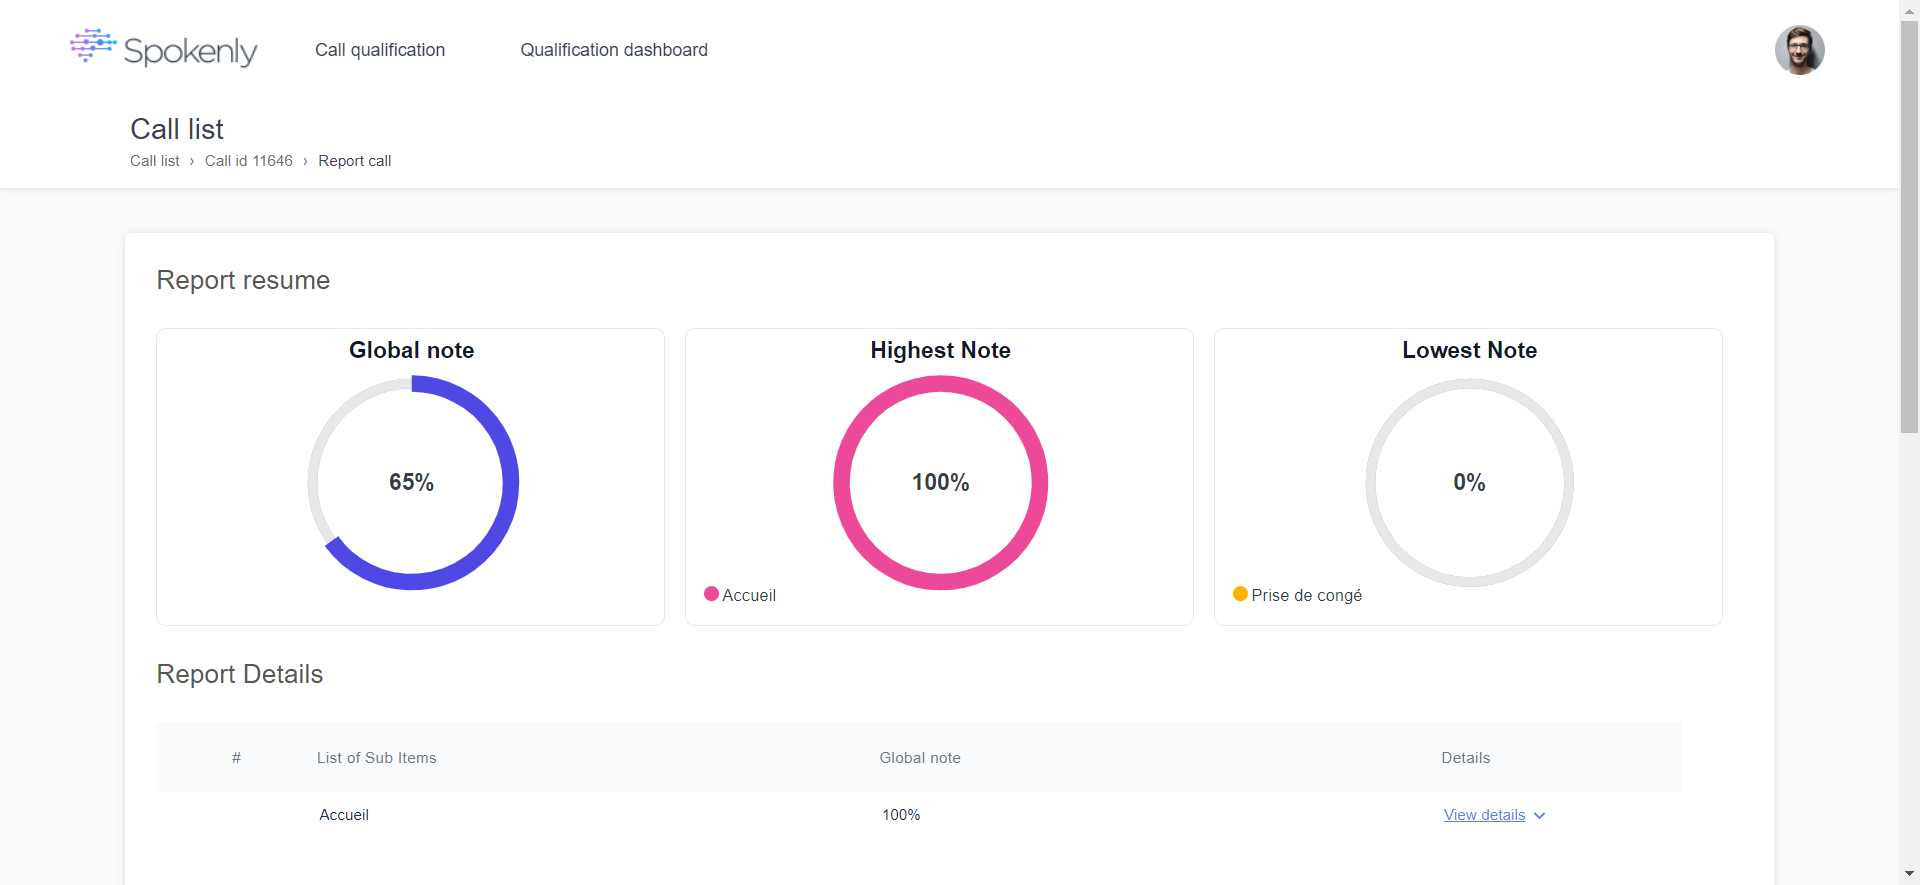 Spokenly
Call qualification
Qualification dashboard
Call list
Call list › Call id 11646 › Report call
Report resume
Global note
65%
Highest Note
100%
Accueil
Lowest Note
0%
Prise de congé
Report Details
# List of Sub Items Global note Details
Accueil 100% View details